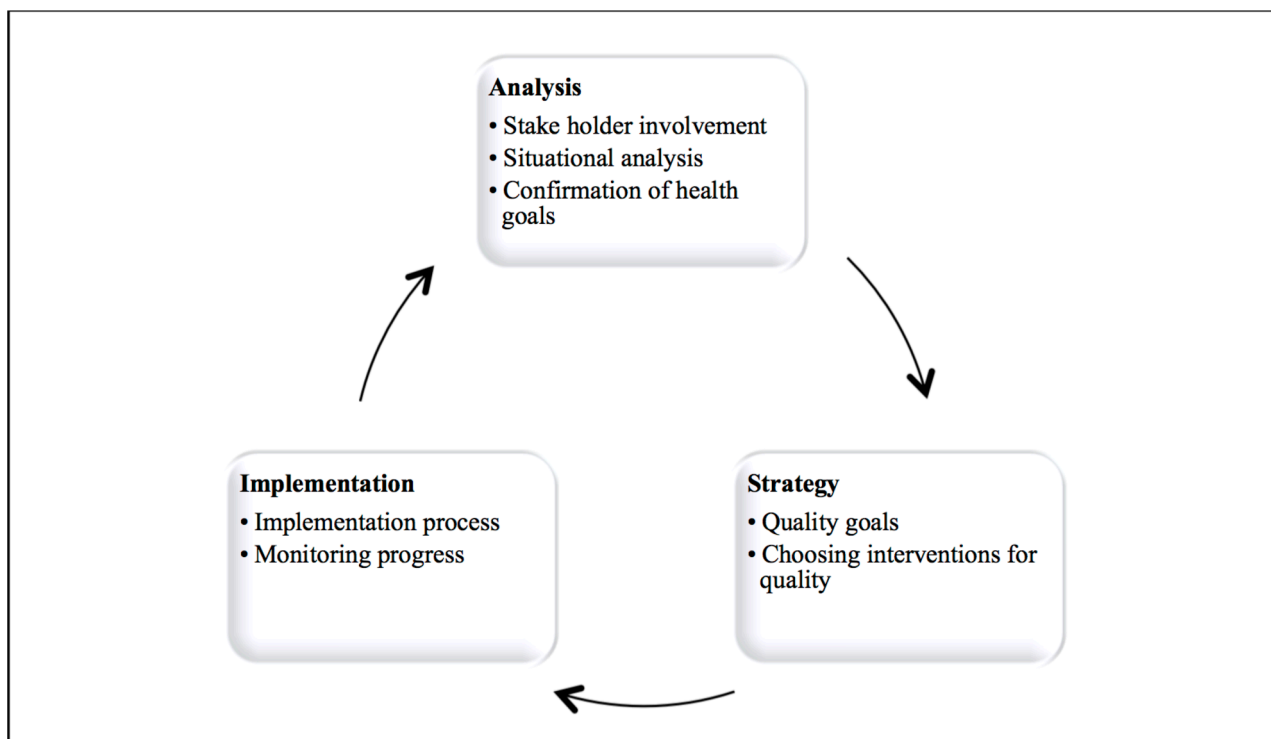 Analysis
• Stake holder involvement
• Situational analysis
• Confirmation of health
goals
Implementation
• Implementation process
• Monitoring progress
Strategy
• Quality goals
• Choosing interventions for
quality